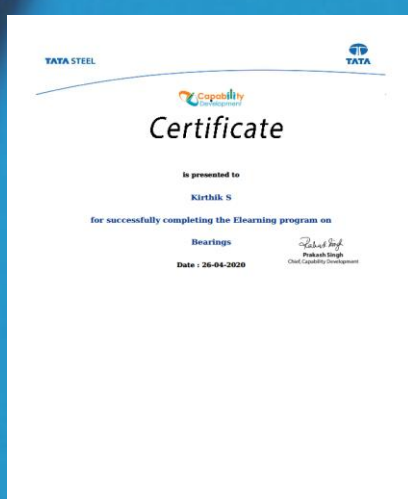 TATA STEEL
TATA
Capability
Development
Certificate
is presented to
Kirthik S
for successfully completing the Elearning program on
Bearings
Date : 26-04-2020
Prakash Singh
Chief, Capability Development